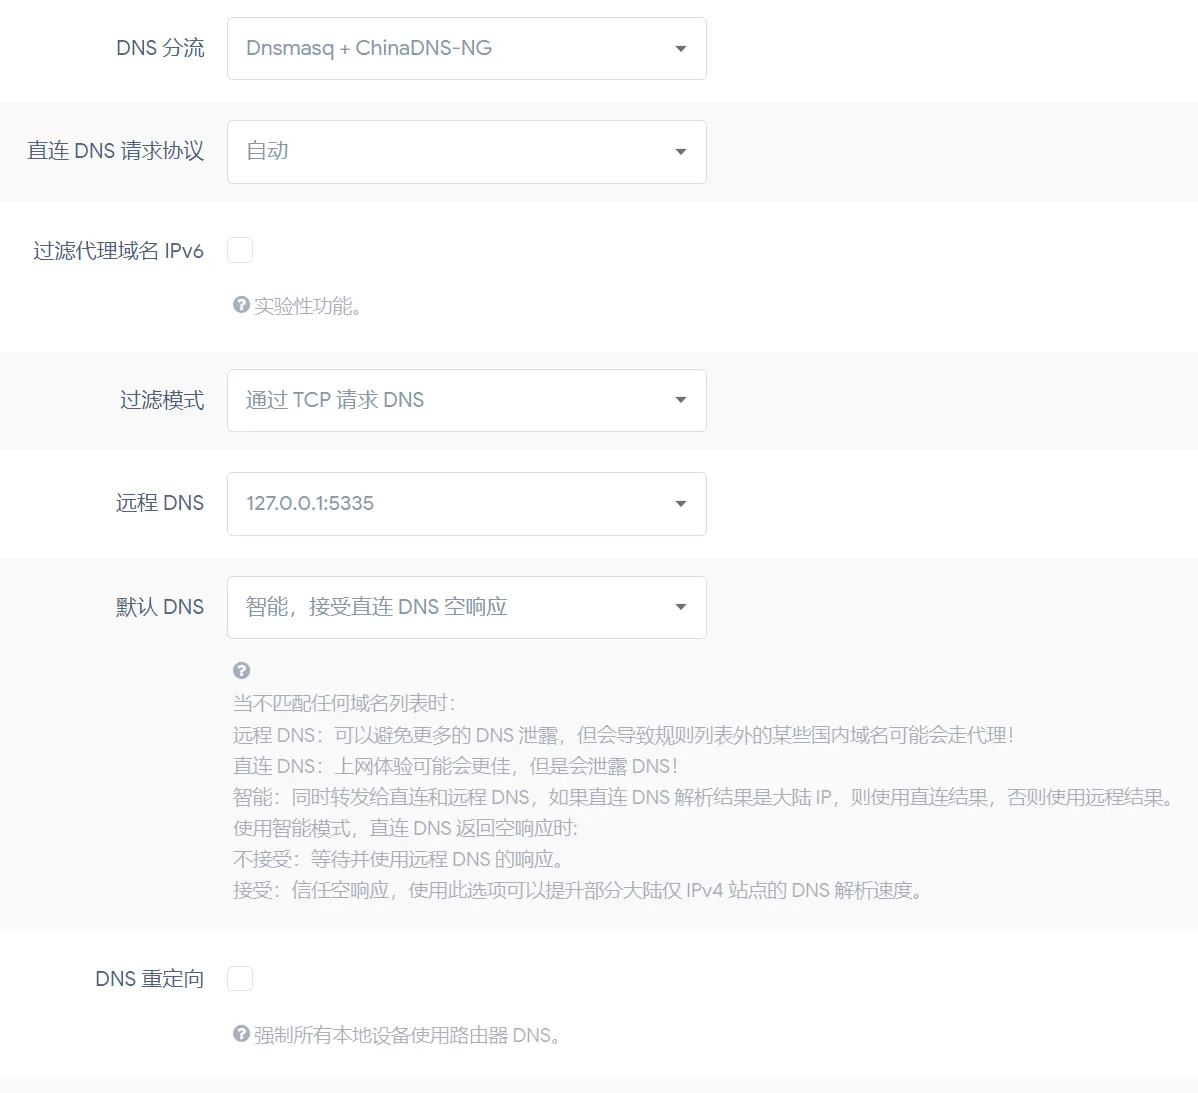 DNS 分流
Dnsmasq + ChinaDNS-NG
直连 DNS 请求协议
自动
过滤代理域名 IPv6
实验性功能。
过滤模式
通过 TCP 请求 DNS
远程 DNS
127.0.0.1:5335
默认 DNS
智能，接受直连 DNS 空响应
当不匹配任何域名列表时：
远程 DNS：可以避免更多的 DNS 泄露，但会导致规则列表外的某些国内域名可能会走代理！
直连 DNS：上网体验可能会更佳，但是会泄露 DNS！
智能：同时转发给直连和远程 DNS，如果直连 DNS 解析结果是大陆 IP，则使用直连结果，否则使用远程结果。
使用智能模式，直连 DNS 返回空响应时:
不接受：等待并使用远程 DNS 的响应。
接受：信任空响应，使用此选项可以提升部分大陆仅 IPv4 站点的 DNS 解析速度。
DNS 重定向
强制所有本地设备使用路由器 DNS。